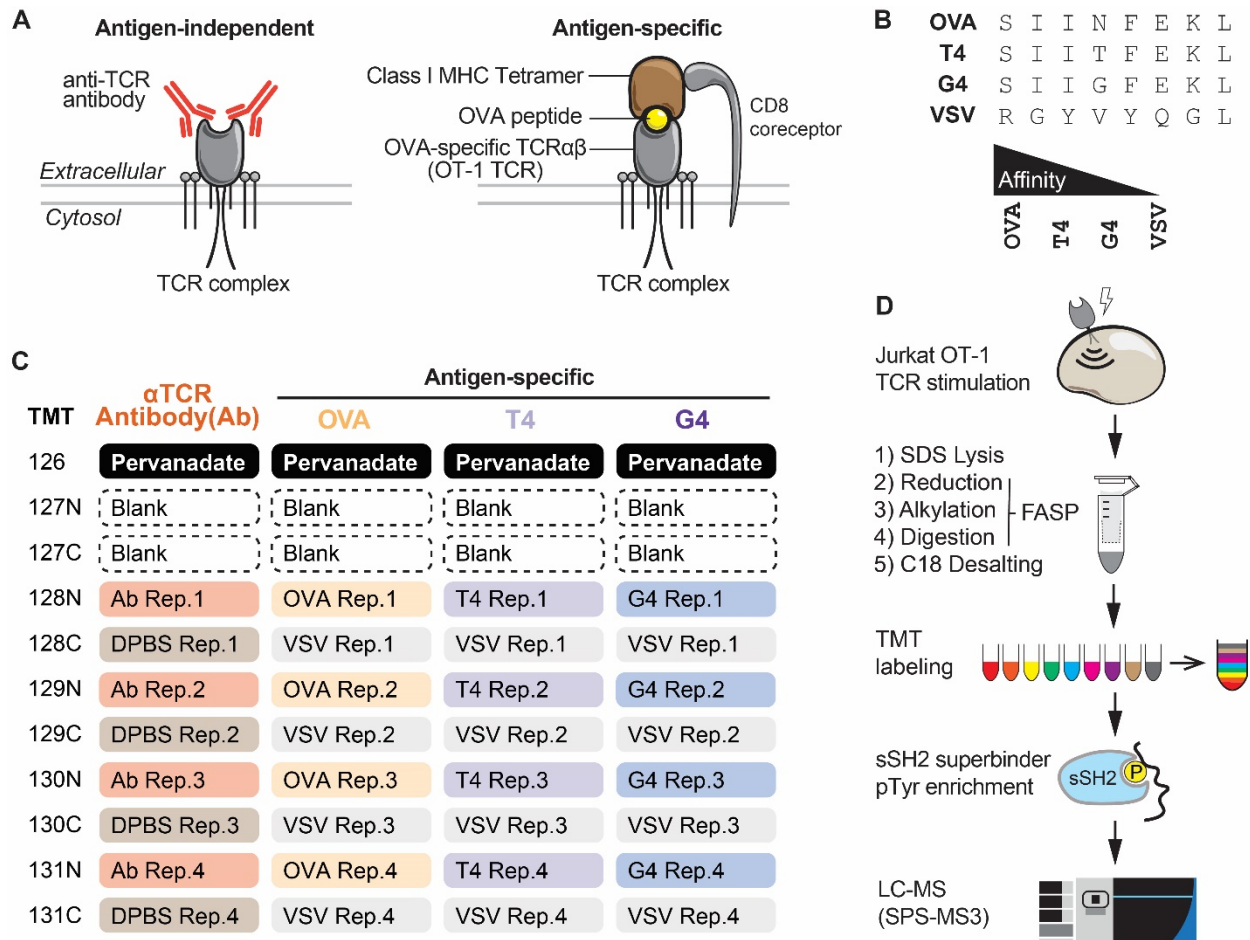 A
Antigen-independent
anti-TCR
antibody
Extracellular
Cytosol
TCR complex
Antigen-specific
Class I MHC Tetramer
OVA peptide
OVA-specific TCRαβ
(OT-1 TCR)
CD8
coreceptor
TCR complex
B
OVA S I I N F E K L
T4 S I I T F E K L
G4 S I I G F E K L
VSV R G Y V Y Q G L
Affinity
OVA T4 G4 VSV
C
TMT
αTCR
Antibody(Ab)
Antigen-specific
OVA T4 G4
126 Pervanadate Pervanadate Pervanadate Pervanadate
127N Blank Blank Blank Blank
127C Blank Blank Blank Blank
128N Ab Rep.1 OVA Rep.1 T4 Rep.1 G4 Rep.1
128C DPBS Rep.1 VSV Rep.1 VSV Rep.1 VSV Rep.1
129N Ab Rep.2 OVA Rep.2 T4 Rep.2 G4 Rep.2
129C DPBS Rep.2 VSV Rep.2 VSV Rep.2 VSV Rep.2
130N Ab Rep.3 OVA Rep.3 T4 Rep.3 G4 Rep.3
130C DPBS Rep.3 VSV Rep.3 VSV Rep.3 VSV Rep.3
131N Ab Rep.4 OVA Rep.4 T4 Rep.4 G4 Rep.4
131C DPBS Rep.4 VSV Rep.4 VSV Rep.4 VSV Rep.4
D
Jurkat OT-1
TCR stimulation
1) SDS Lysis
2) Reduction
3) Alkylation
4) Digestion
5) C18 Desalting
FASP
TMT
labeling
sSH2 superbinder
pTyr enrichment
sSH2
P
LC-MS
(SPS-MS3)